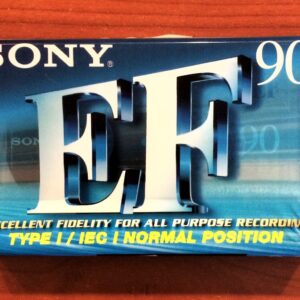 SONY® 90
EF
SONY 90
EXCELLENT FIDELITY FOR ALL PURPOSE RECORDING
TYPE I / IEC I NORMAL POSITION